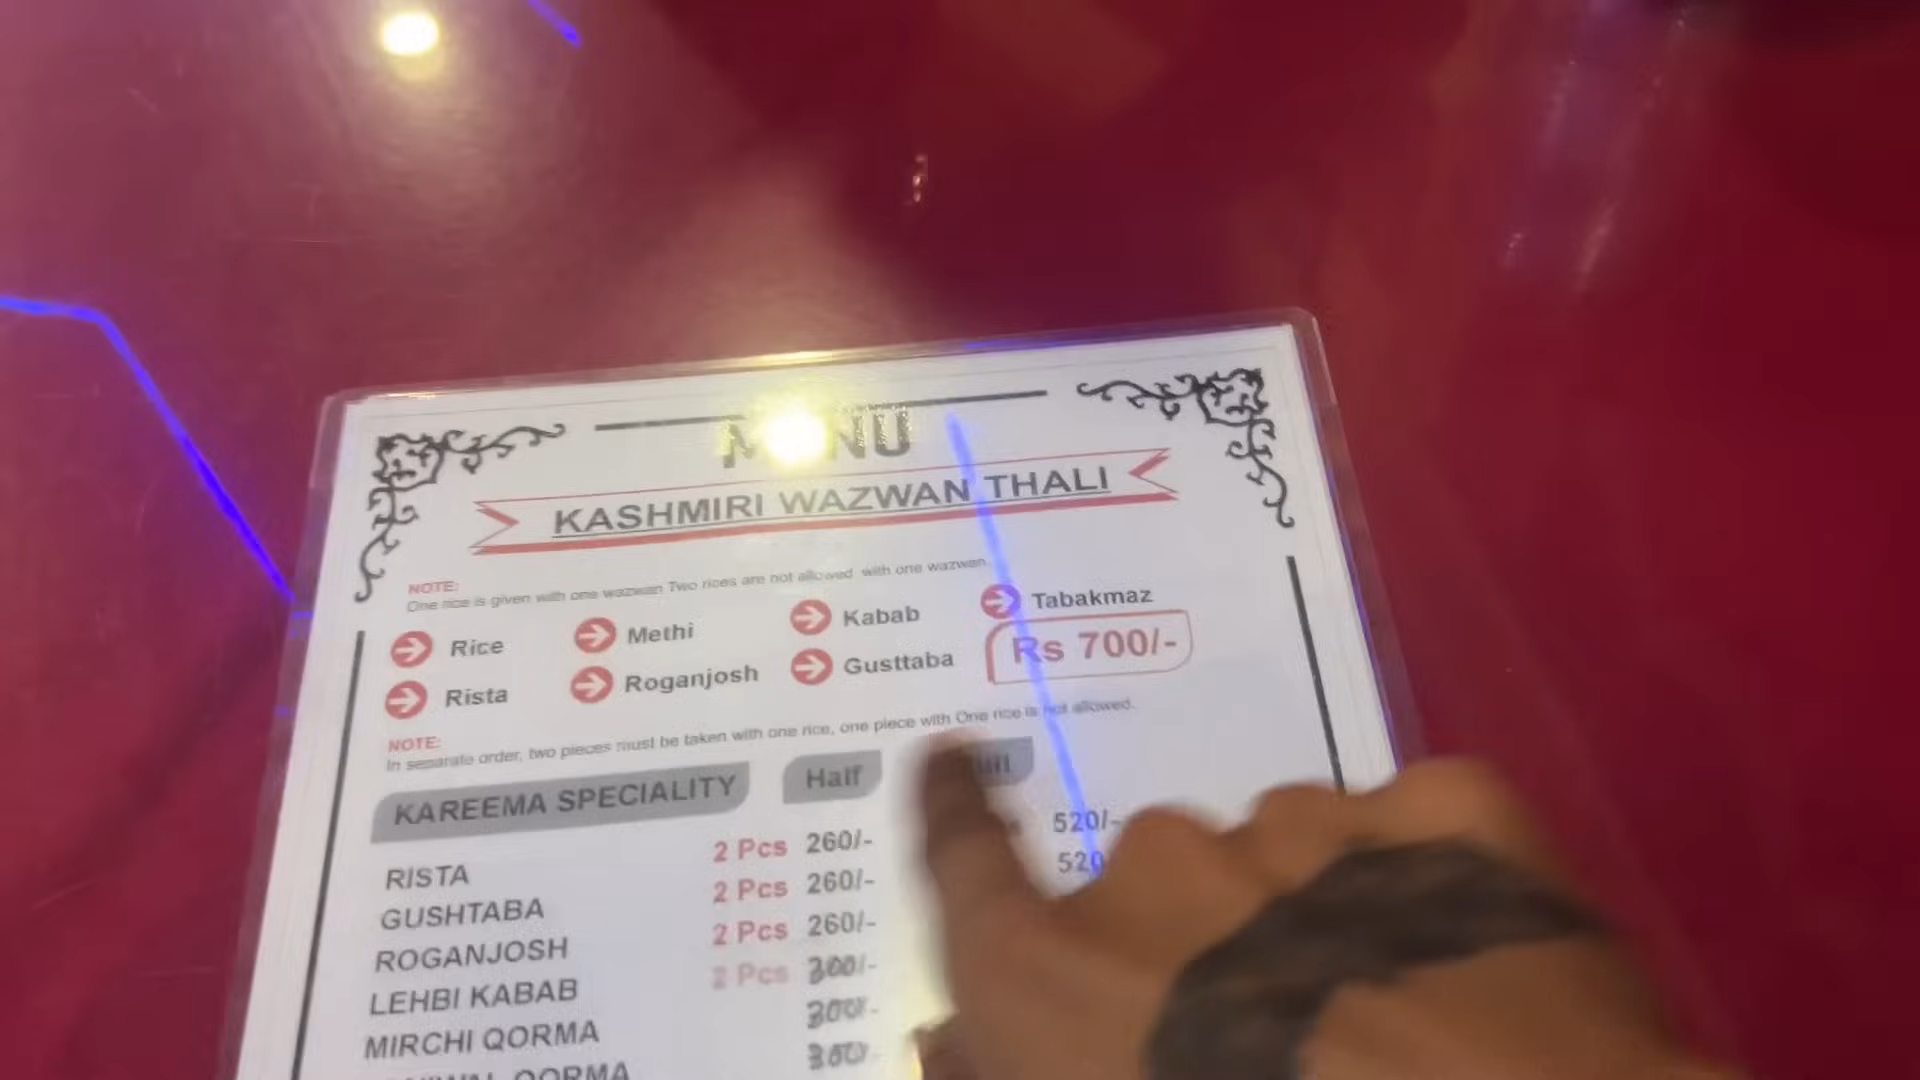 MENU
KASHMIRI WAZWAN THALI
NOTE:
One rice is given with one wazwan Two rices are not allowed with one wazwan.
Rice Methi Kabab Tabakmaz
Rista Roganjosh Gusttaba Rs 700/-
NOTE:
In separate order, two pieces must be taken with one rice, one piece with One rice is not allowed.
KAREEMA SPECIALITY Half
RISTA 2 Pcs 260/- 520/-
GUSHTABA 2 Pcs 260/- 520
ROGANJOSH 2 Pcs 260/-
LEHBI KABAB 2 Pcs
MIRCHI QORMA
QORMA